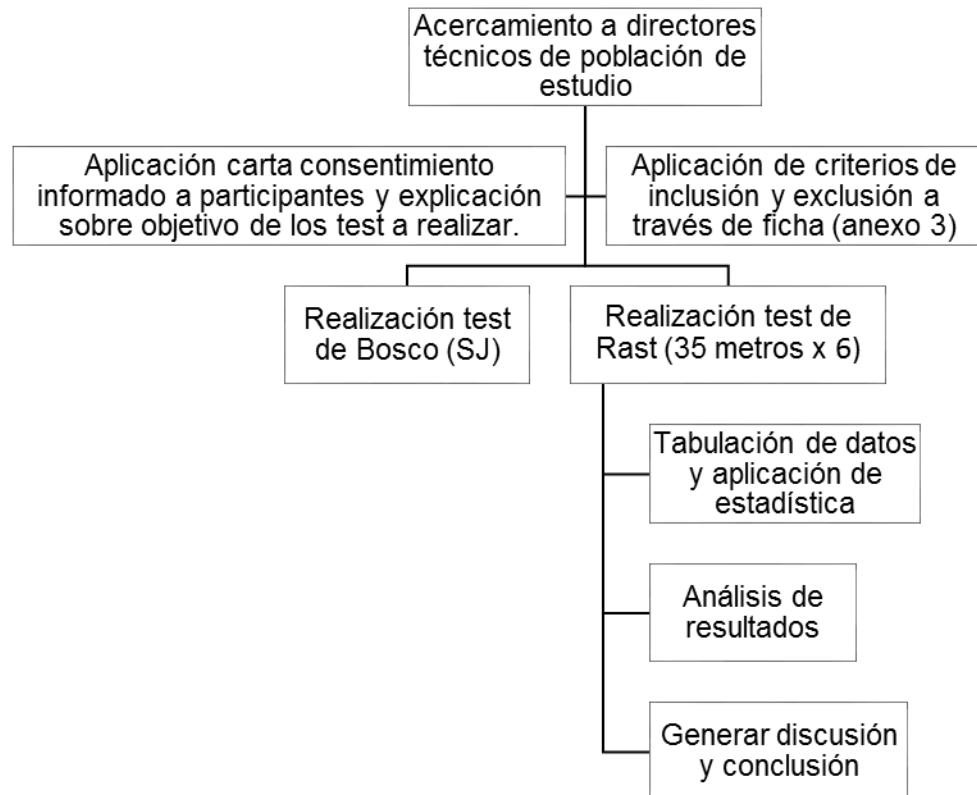 Acercamiento a directores
técnicos de población de
estudio
Aplicación carta consentimiento
informado a participantes y explicación
sobre objetivo de los test a realizar.
Aplicación de criterios de
inclusión y exclusión a
través de ficha (anexo 3)
Realización test
de Bosco (SJ)
Realización test de
Rast (35 metros x 6)
Tabulación de datos
y aplicación de
estadística
Análisis de
resultados
Generar discusión
y conclusión